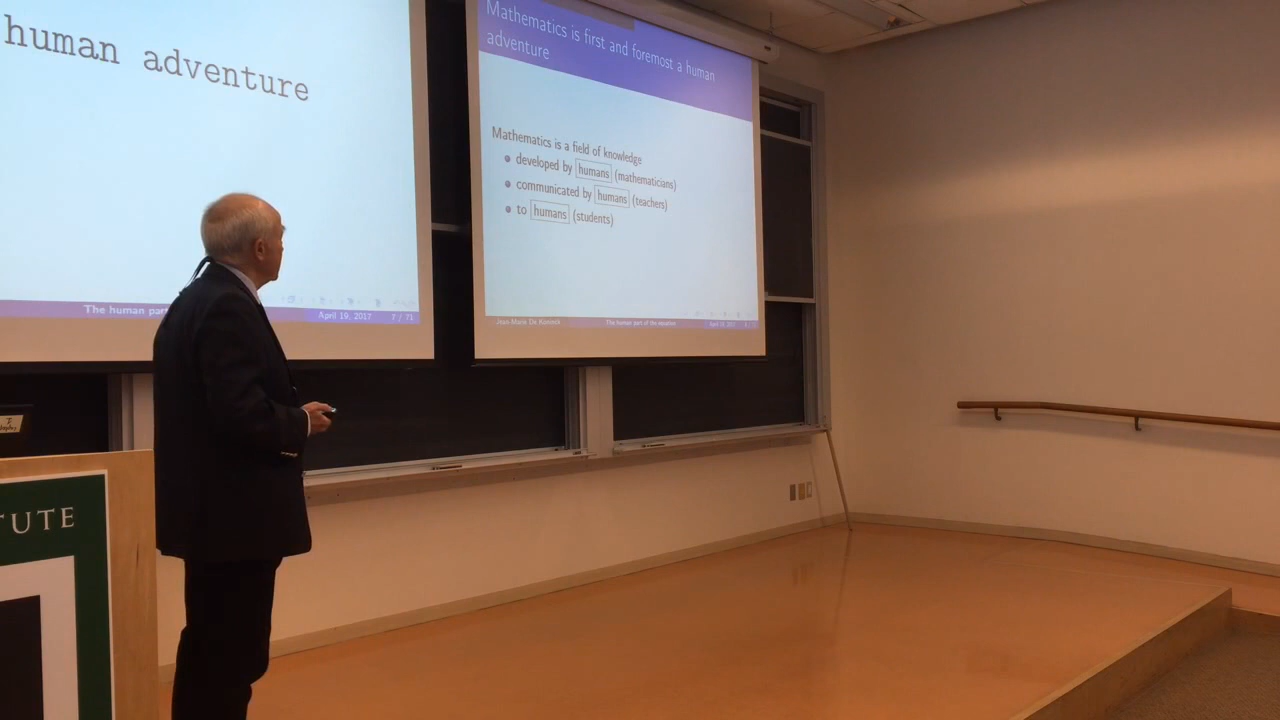 human adventure
The human part
April 19, 2017
7 / 71
Mathematics is first and foremost a human
adventure
Mathematics is a field of knowledge
developed by humans (mathematicians)
communicated by humans (teachers)
to humans (students)
Jean-Marie De Koninck
The human part of the equation
April 19, 2017
TUTE